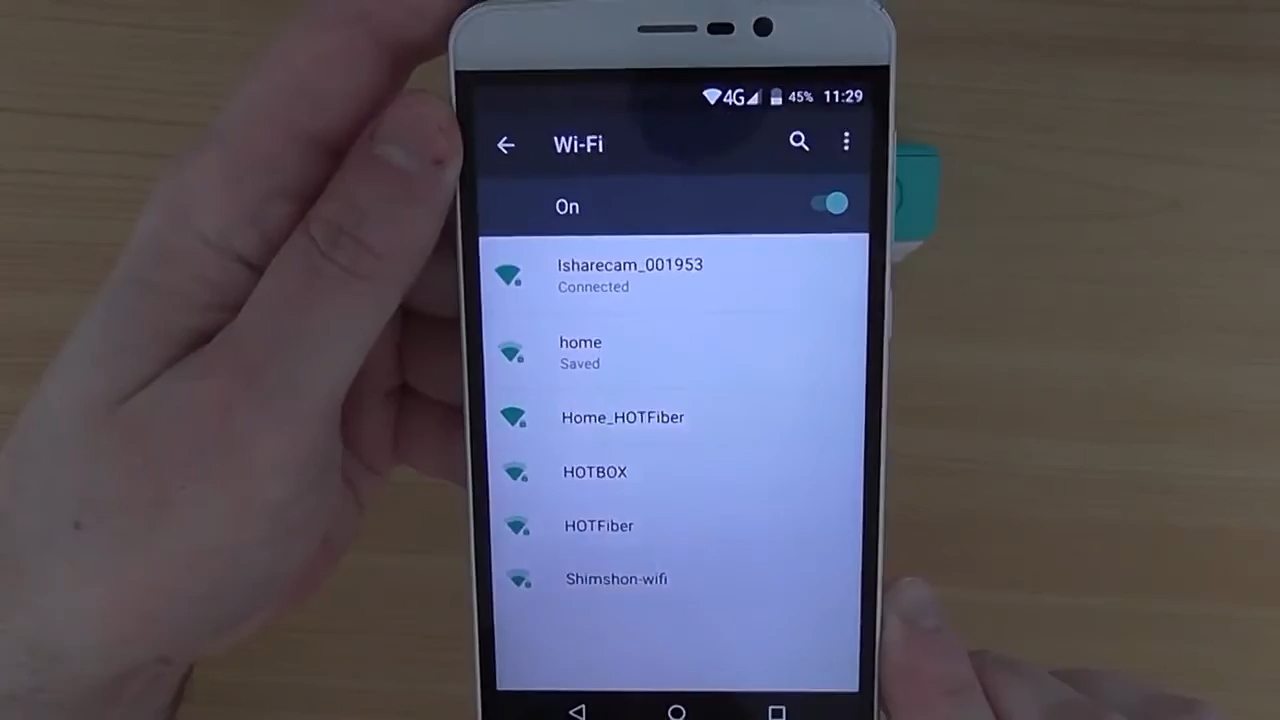 4G 45% 11:29
Wi-Fi
On
Isharecam_001953
Connected
home
Saved
Home_HOTFiber
HOTBOX
HOTFiber
Shimshon-wifi